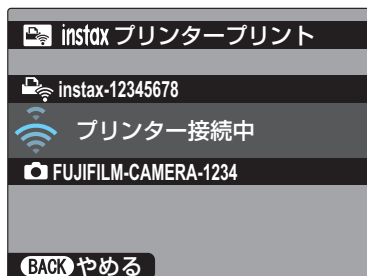 instax プリンタープリント
instax-12345678
プリンター接続中
FUJIFILM-CAMERA-1234
BACK やめる